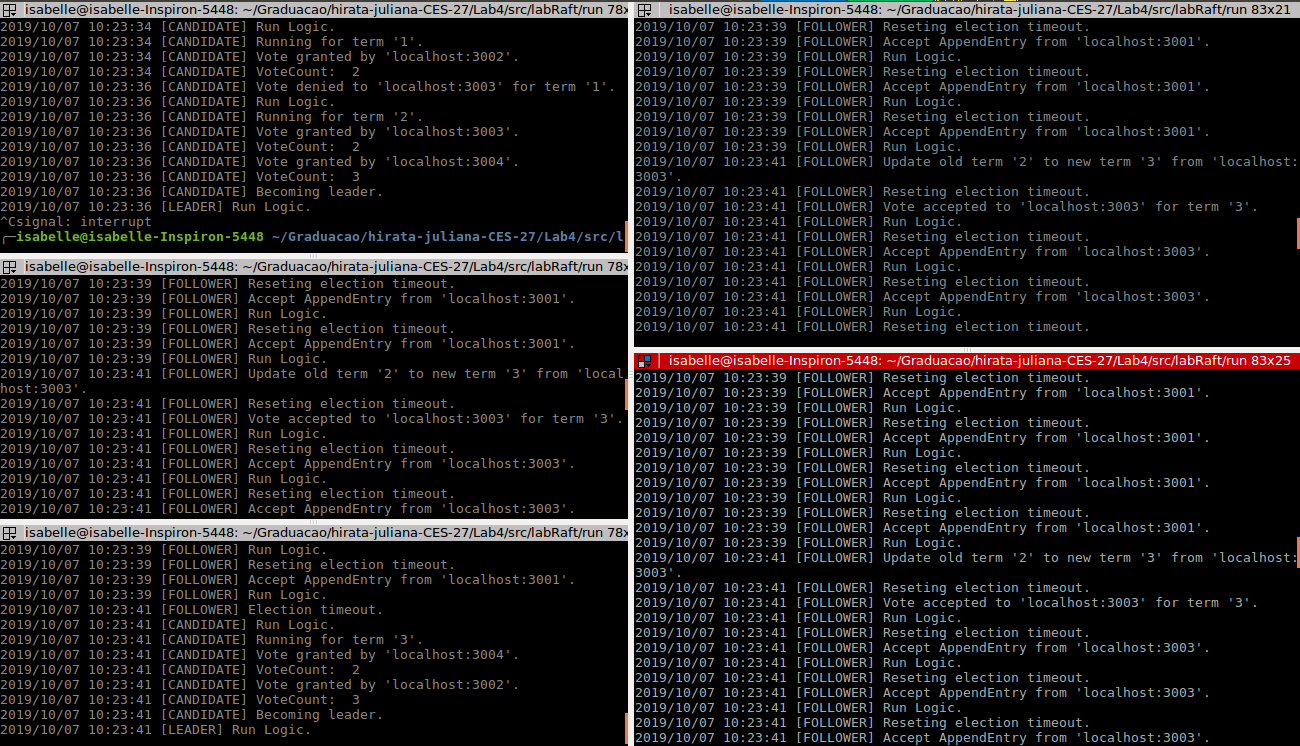 isabelle@isabelle-Inspiron-5448: ~/Graduacao/hirata-juliana-CES-27/Lab4/src/labRaft/run 78x
2019/10/07 10:23:34 [CANDIDATE] Run Logic.
2019/10/07 10:23:34 [CANDIDATE] Running for term '1'.
2019/10/07 10:23:34 [CANDIDATE] Vote granted by 'localhost:3002'.
2019/10/07 10:23:34 [CANDIDATE] VoteCount:  2
2019/10/07 10:23:36 [CANDIDATE] Vote denied to 'localhost:3003' for term '1'.
2019/10/07 10:23:36 [CANDIDATE] Run Logic.
2019/10/07 10:23:36 [CANDIDATE] Running for term '2'.
2019/10/07 10:23:36 [CANDIDATE] Vote granted by 'localhost:3003'.
2019/10/07 10:23:36 [CANDIDATE] VoteCount:  2
2019/10/07 10:23:36 [CANDIDATE] Vote granted by 'localhost:3004'.
2019/10/07 10:23:36 [CANDIDATE] VoteCount:  3
2019/10/07 10:23:36 [CANDIDATE] Becoming leader.
2019/10/07 10:23:36 [LEADER] Run Logic.
^Csignal: interrupt
╭─isabelle@isabelle-Inspiron-5448 ~/Graduacao/hirata-juliana-CES-27/Lab4/src/l
isabelle@isabelle-Inspiron-5448: ~/Graduacao/hirata-juliana-CES-27/Lab4/src/labRaft/run 78x
2019/10/07 10:23:39 [FOLLOWER] Reseting election timeout.
2019/10/07 10:23:39 [FOLLOWER] Accept AppendEntry from 'localhost:3001'.
2019/10/07 10:23:39 [FOLLOWER] Run Logic.
2019/10/07 10:23:39 [FOLLOWER] Reseting election timeout.
2019/10/07 10:23:39 [FOLLOWER] Accept AppendEntry from 'localhost:3001'.
2019/10/07 10:23:39 [FOLLOWER] Run Logic.
2019/10/07 10:23:41 [FOLLOWER] Update old term '2' to new term '3' from 'local
host:3003'.
2019/10/07 10:23:41 [FOLLOWER] Reseting election timeout.
2019/10/07 10:23:41 [FOLLOWER] Vote accepted to 'localhost:3003' for term '3'.
2019/10/07 10:23:41 [FOLLOWER] Run Logic.
2019/10/07 10:23:41 [FOLLOWER] Reseting election timeout.
2019/10/07 10:23:41 [FOLLOWER] Accept AppendEntry from 'localhost:3003'.
2019/10/07 10:23:41 [FOLLOWER] Run Logic.
2019/10/07 10:23:41 [FOLLOWER] Reseting election timeout.
2019/10/07 10:23:41 [FOLLOWER] Accept AppendEntry from 'localhost:3003'.
isabelle@isabelle-Inspiron-5448: ~/Graduacao/hirata-juliana-CES-27/Lab4/src/labRaft/run 78x
2019/10/07 10:23:39 [FOLLOWER] Run Logic.
2019/10/07 10:23:39 [FOLLOWER] Reseting election timeout.
2019/10/07 10:23:39 [FOLLOWER] Accept AppendEntry from 'localhost:3001'.
2019/10/07 10:23:39 [FOLLOWER] Run Logic.
2019/10/07 10:23:41 [FOLLOWER] Election timeout.
2019/10/07 10:23:41 [CANDIDATE] Run Logic.
2019/10/07 10:23:41 [CANDIDATE] Running for term '3'.
2019/10/07 10:23:41 [CANDIDATE] Vote granted by 'localhost:3004'.
2019/10/07 10:23:41 [CANDIDATE] VoteCount:  2
2019/10/07 10:23:41 [CANDIDATE] Vote granted by 'localhost:3002'.
2019/10/07 10:23:41 [CANDIDATE] VoteCount:  3
2019/10/07 10:23:41 [CANDIDATE] Becoming leader.
2019/10/07 10:23:41 [LEADER] Run Logic.
isabelle@isabelle-Inspiron-5448: ~/Graduacao/hirata-juliana-CES-27/Lab4/src/labRaft/run 83x21
2019/10/07 10:23:39 [FOLLOWER] Reseting election timeout.
2019/10/07 10:23:39 [FOLLOWER] Accept AppendEntry from 'localhost:3001'.
2019/10/07 10:23:39 [FOLLOWER] Run Logic.
2019/10/07 10:23:39 [FOLLOWER] Reseting election timeout.
2019/10/07 10:23:39 [FOLLOWER] Accept AppendEntry from 'localhost:3001'.
2019/10/07 10:23:39 [FOLLOWER] Run Logic.
2019/10/07 10:23:39 [FOLLOWER] Reseting election timeout.
2019/10/07 10:23:39 [FOLLOWER] Accept AppendEntry from 'localhost:3001'.
2019/10/07 10:23:39 [FOLLOWER] Run Logic.
2019/10/07 10:23:41 [FOLLOWER] Update old term '2' to new term '3' from 'localhost:
3003'.
2019/10/07 10:23:41 [FOLLOWER] Reseting election timeout.
2019/10/07 10:23:41 [FOLLOWER] Vote accepted to 'localhost:3003' for term '3'.
2019/10/07 10:23:41 [FOLLOWER] Run Logic.
2019/10/07 10:23:41 [FOLLOWER] Reseting election timeout.
2019/10/07 10:23:41 [FOLLOWER] Accept AppendEntry from 'localhost:3003'.
2019/10/07 10:23:41 [FOLLOWER] Run Logic.
2019/10/07 10:23:41 [FOLLOWER] Reseting election timeout.
2019/10/07 10:23:41 [FOLLOWER] Accept AppendEntry from 'localhost:3003'.
2019/10/07 10:23:41 [FOLLOWER] Run Logic.
2019/10/07 10:23:41 [FOLLOWER] Reseting election timeout.
isabelle@isabelle-Inspiron-5448: ~/Graduacao/hirata-juliana-CES-27/Lab4/src/labRaft/run 83x25
2019/10/07 10:23:39 [FOLLOWER] Reseting election timeout.
2019/10/07 10:23:39 [FOLLOWER] Accept AppendEntry from 'localhost:3001'.
2019/10/07 10:23:39 [FOLLOWER] Run Logic.
2019/10/07 10:23:39 [FOLLOWER] Reseting election timeout.
2019/10/07 10:23:39 [FOLLOWER] Accept AppendEntry from 'localhost:3001'.
2019/10/07 10:23:39 [FOLLOWER] Run Logic.
2019/10/07 10:23:39 [FOLLOWER] Reseting election timeout.
2019/10/07 10:23:39 [FOLLOWER] Accept AppendEntry from 'localhost:3001'.
2019/10/07 10:23:39 [FOLLOWER] Run Logic.
2019/10/07 10:23:39 [FOLLOWER] Reseting election timeout.
2019/10/07 10:23:39 [FOLLOWER] Accept AppendEntry from 'localhost:3001'.
2019/10/07 10:23:39 [FOLLOWER] Run Logic.
2019/10/07 10:23:41 [FOLLOWER] Update old term '2' to new term '3' from 'localhost:
3003'.
2019/10/07 10:23:41 [FOLLOWER] Reseting election timeout.
2019/10/07 10:23:41 [FOLLOWER] Vote accepted to 'localhost:3003' for term '3'.
2019/10/07 10:23:41 [FOLLOWER] Run Logic.
2019/10/07 10:23:41 [FOLLOWER] Reseting election timeout.
2019/10/07 10:23:41 [FOLLOWER] Accept AppendEntry from 'localhost:3003'.
2019/10/07 10:23:41 [FOLLOWER] Run Logic.
2019/10/07 10:23:41 [FOLLOWER] Reseting election timeout.
2019/10/07 10:23:41 [FOLLOWER] Accept AppendEntry from 'localhost:3003'.
2019/10/07 10:23:41 [FOLLOWER] Run Logic.
2019/10/07 10:23:41 [FOLLOWER] Reseting election timeout.
2019/10/07 10:23:41 [FOLLOWER] Accept AppendEntry from 'localhost:3003'.